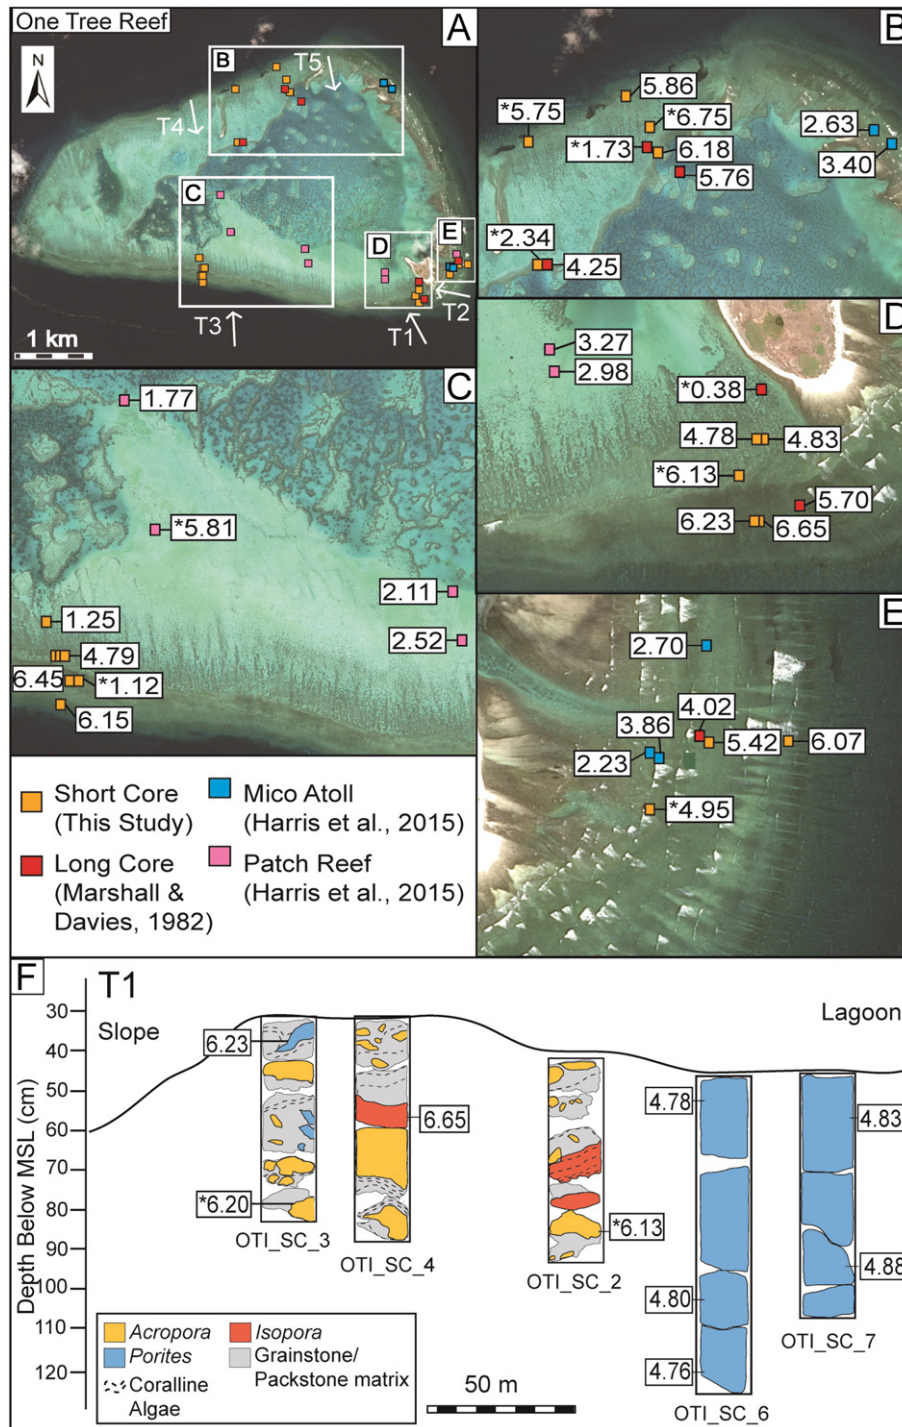 One Tree Reef
A
N
B
T5
T4
C
D
E
T3
T1
T2
1 km
B
5.86
*5.75
*6.75
2.63
*1.73
6.18
3.40
5.76
*2.34
4.25
C
1.77
*5.81
2.11
1.25
2.52
4.79
6.45
*1.12
6.15
D
3.27
2.98
*0.38
4.78
4.83
*6.13
5.70
6.23
6.65
E
2.70
4.02
3.86
5.42
6.07
2.23
*4.95
Short Core
(This Study)
Long Core
(Marshall &
Davies, 1982)
Mico Atoll
(Harris et al., 2015)
Patch Reef
(Harris et al., 2015)
F
T1
Slope
Lagoon
Depth Below MSL (cm)
30
40
50
60
70
80
90
100
110
120
6.23
*6.20
OTI_SC_3
6.65
OTI_SC_4
*6.13
OTI_SC_2
4.78
4.80
4.76
OTI_SC_6
4.83
4.88
OTI_SC_7
Acropora
Isopora
Porites
Grainstone/
Packstone matrix
Coralline
Algae
50 m